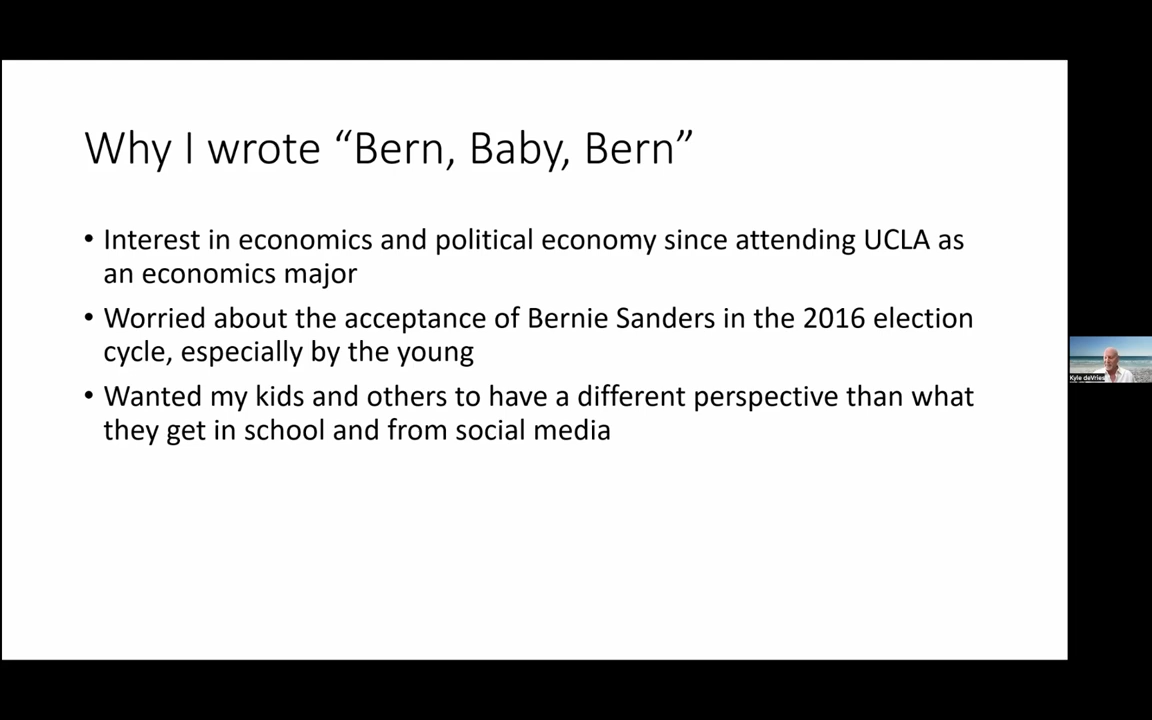 Why I wrote “Bern, Baby, Bern”
• Interest in economics and political economy since attending UCLA as
an economics major
• Worried about the acceptance of Bernie Sanders in the 2016 election
cycle, especially by the young
• Wanted my kids and others to have a different perspective than what
they get in school and from social media
Kyle deVries